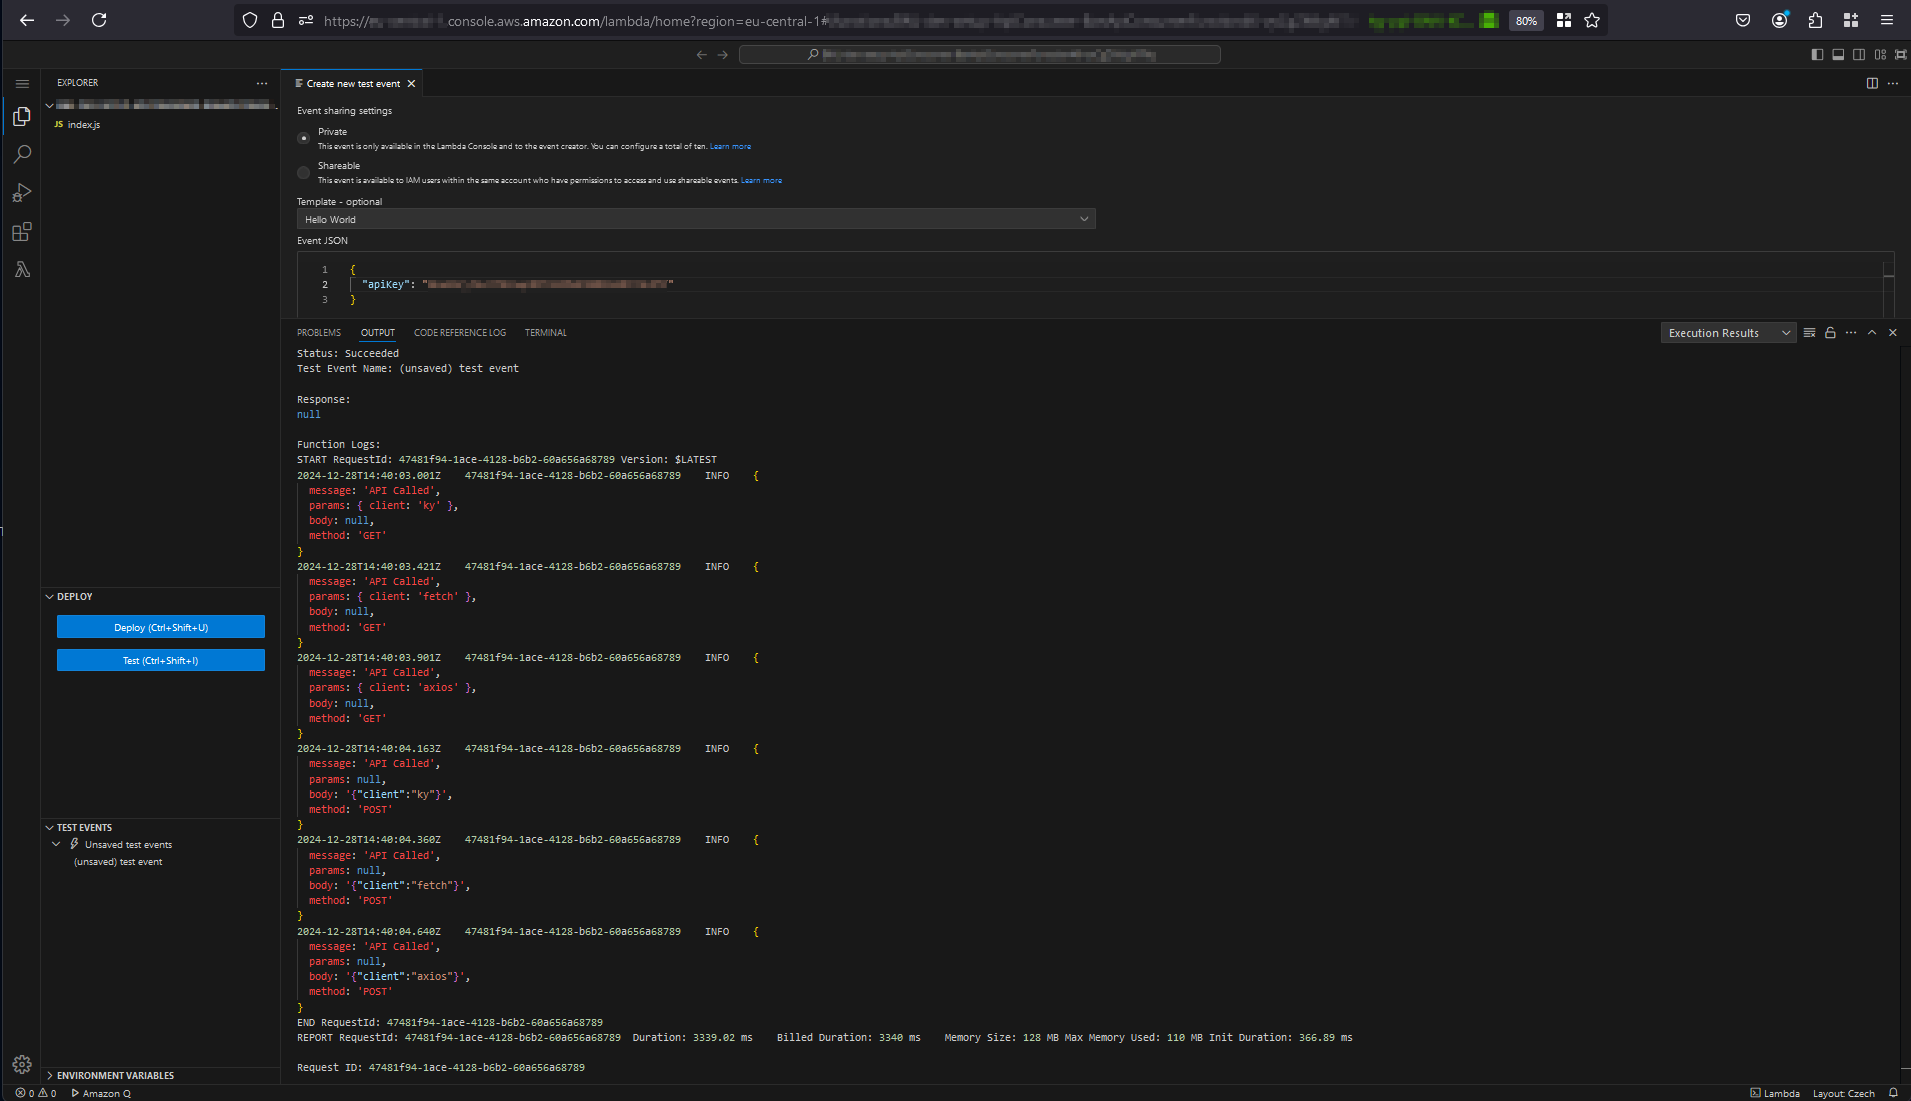 https:// .console.aws.amazon.com/lambda/home?region=eu-central-1#
80%
EXPLORER
JS index.js
Create new test event
Event sharing settings
Private
This event is only available in the Lambda Console and to the event creator. You can configure a total of ten. Learn more
Shareable
This event is available to IAM users within the same account who have permissions to access and use shareable events. Learn more
Template - optional
Hello World
Event JSON
1 {
2 "apiKey": " "
3 }
PROBLEMS OUTPUT CODE REFERENCE LOG TERMINAL
Execution Results
Status: Succeeded
Test Event Name: (unsaved) test event
Response:
null
Function Logs:
START RequestId: 47481f94-1ace-4128-b6b2-60a656a68789 Version: $LATEST
2024-12-28T14:40:03.001Z 47481f94-1ace-4128-b6b2-60a656a68789 INFO {
message: 'API Called',
params: { client: 'ky' },
body: null,
method: 'GET'
}
2024-12-28T14:40:03.421Z 47481f94-1ace-4128-b6b2-60a656a68789 INFO {
message: 'API Called',
params: { client: 'fetch' },
body: null,
method: 'GET'
}
2024-12-28T14:40:03.901Z 47481f94-1ace-4128-b6b2-60a656a68789 INFO {
message: 'API Called',
params: { client: 'axios' },
body: null,
method: 'GET'
}
2024-12-28T14:40:04.163Z 47481f94-1ace-4128-b6b2-60a656a68789 INFO {
message: 'API Called',
params: null,
body: '{"client":"ky"}',
method: 'POST'
}
2024-12-28T14:40:04.360Z 47481f94-1ace-4128-b6b2-60a656a68789 INFO {
message: 'API Called',
params: null,
body: '{"client":"fetch"}',
method: 'POST'
}
2024-12-28T14:40:04.640Z 47481f94-1ace-4128-b6b2-60a656a68789 INFO {
message: 'API Called',
params: null,
body: '{"client":"axios"}',
method: 'POST'
}
END RequestId: 47481f94-1ace-4128-b6b2-60a656a68789
REPORT RequestId: 47481f94-1ace-4128-b6b2-60a656a68789 Duration: 3339.02 ms Billed Duration: 3340 ms Memory Size: 128 MB Max Memory Used: 110 MB Init Duration: 366.89 ms
Request ID: 47481f94-1ace-4128-b6b2-60a656a68789
DEPLOY
Deploy (Ctrl+Shift+U)
Test (Ctrl+Shift+I)
TEST EVENTS
Unsaved test events
(unsaved) test event
ENVIRONMENT VARIABLES
0 0 Amazon Q
Lambda Layout: Czech